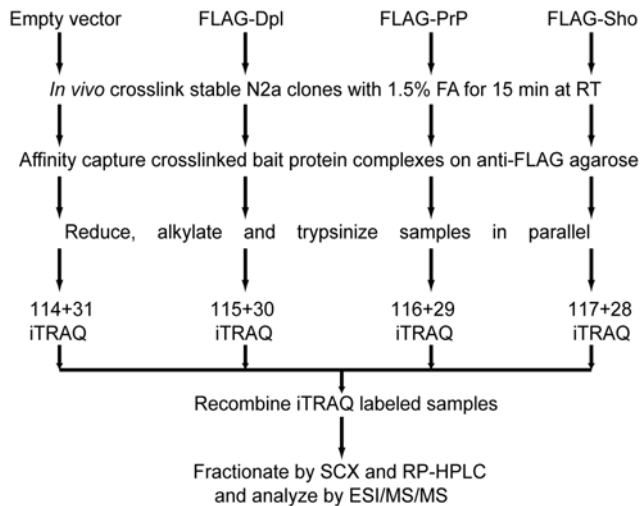 Empty vector FLAG-Dpl FLAG-PrP FLAG-Sho
In vivo crosslink stable N2a clones with 1.5% FA for 15 min at RT
Affinity capture crosslinked bait protein complexes on anti-FLAG agarose
Reduce, alkylate and trypsinize samples in parallel
114+31 115+30 116+29 117+28
iTRAQ iTRAQ iTRAQ iTRAQ
Recombine iTRAQ labeled samples
Fractionate by SCX and RP-HPLC
and analyze by ESI/MS/MS